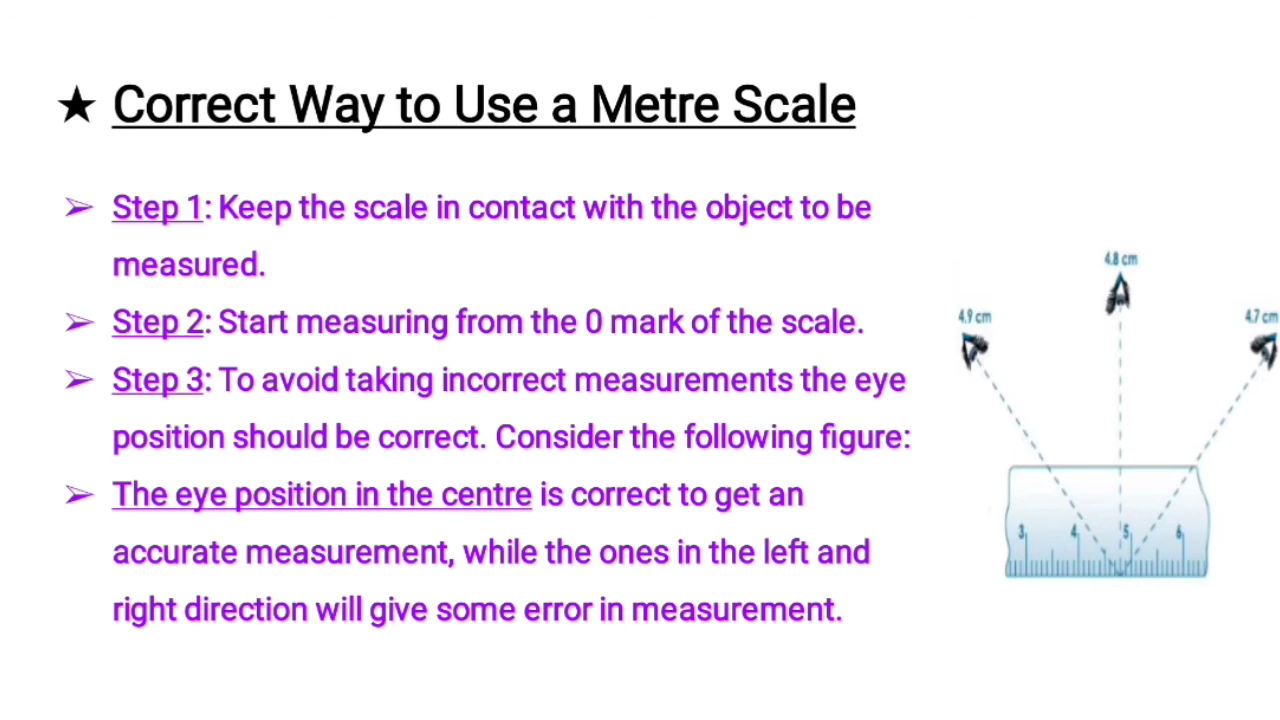 ★ Correct Way to Use a Metre Scale
➢ Step 1: Keep the scale in contact with the object to be
measured.
➢ Step 2: Start measuring from the 0 mark of the scale.
➢ Step 3: To avoid taking incorrect measurements the eye
position should be correct. Consider the following figure:
➢ The eye position in the centre is correct to get an
accurate measurement, while the ones in the left and
right direction will give some error in measurement.
4.8 cm
4.9 cm
4.7 cm
3 4 5 6